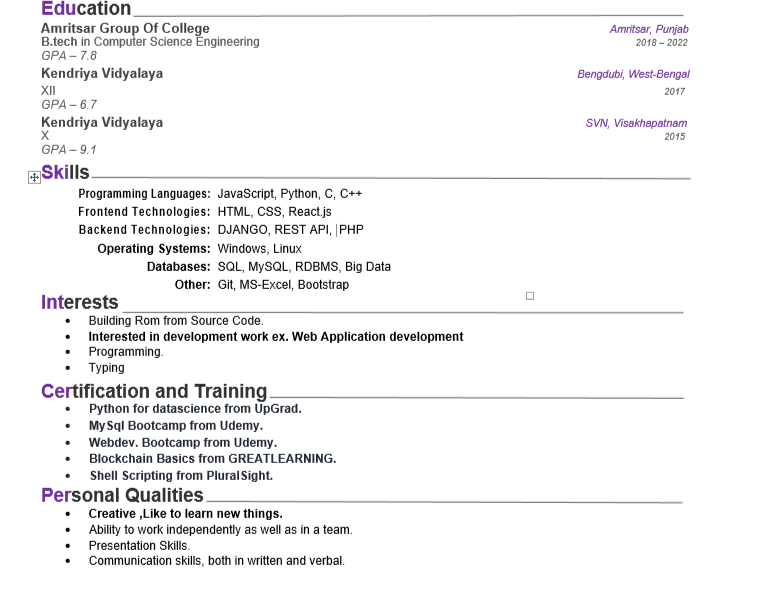 Education
Amritsar Group Of College Amritsar, Punjab
B.tech in Computer Science Engineering 2018 – 2022
GPA – 7.8
Kendriya Vidyalaya Bengdubi, West-Bengal
XII 2017
GPA – 6.7
Kendriya Vidyalaya SVN, Visakhapatnam
X 2015
GPA – 9.1
Skills
Programming Languages: JavaScript, Python, C, C++
Frontend Technologies: HTML, CSS, React.js
Backend Technologies: DJANGO, REST API, PHP
Operating Systems: Windows, Linux
Databases: SQL, MySQL, RDBMS, Big Data
Other: Git, MS-Excel, Bootstrap
Interests
• Building Rom from Source Code.
• Interested in development work ex. Web Application development
• Programming.
• Typing
Certification and Training
• Python for datascience from UpGrad.
• MySql Bootcamp from Udemy.
• Webdev. Bootcamp from Udemy.
• Blockchain Basics from GREATLEARNING.
• Shell Scripting from PluralSight.
Personal Qualities
• Creative ,Like to learn new things.
• Ability to work independently as well as in a team.
• Presentation Skills.
• Communication skills, both in written and verbal.